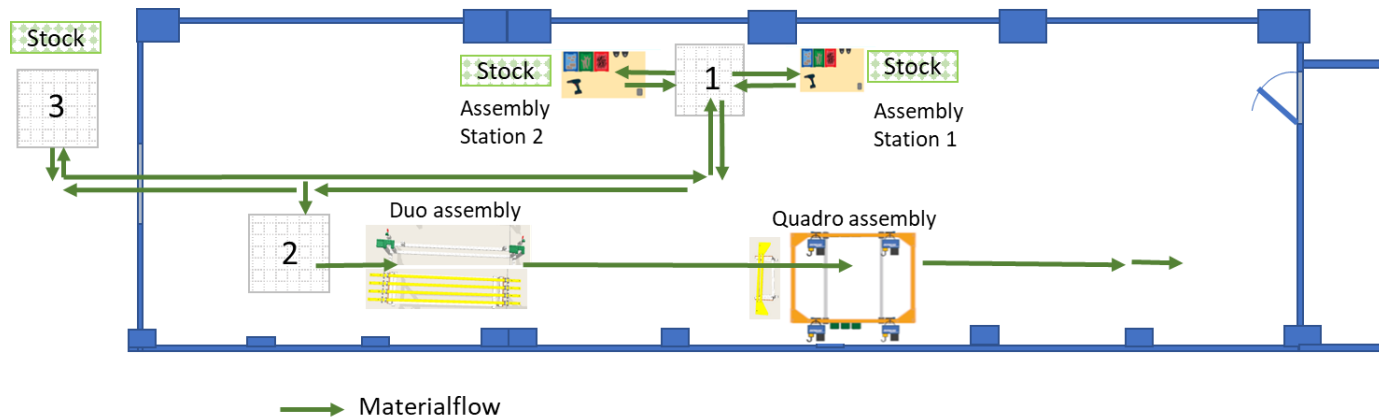 Stock
3
Stock
Assembly
Station 2
1
Stock
Assembly
Station 1
2
Duo assembly
Quadro assembly
Materialflow